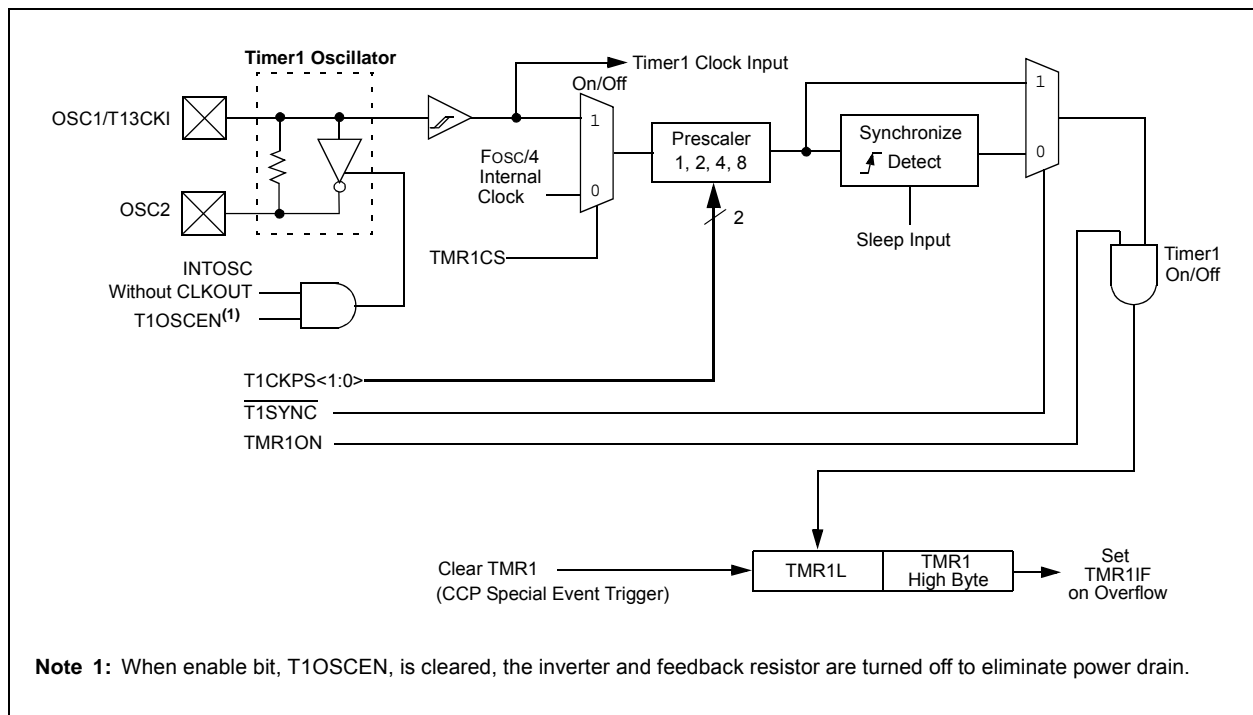 Timer1 Oscillator
Timer1 Clock Input
On/Off
OSC1/T13CKI
1
1
Prescaler
1, 2, 4, 8
Synchronize
Detect
FOSC/4
Internal
Clock
0
0
OSC2
2
Sleep Input
TMR1CS
Timer1
On/Off
INTOSC
Without CLKOUT
T1OSCEN(1)
T1CKPS<1:0>
T1SYNC
TMR1ON
Clear TMR1
(CCP Special Event Trigger)
TMR1L
TMR1
High Byte
Set
TMR1IF
on Overflow
Note 1: When enable bit, T1OSCEN, is cleared, the inverter and feedback resistor are turned off to eliminate power drain.